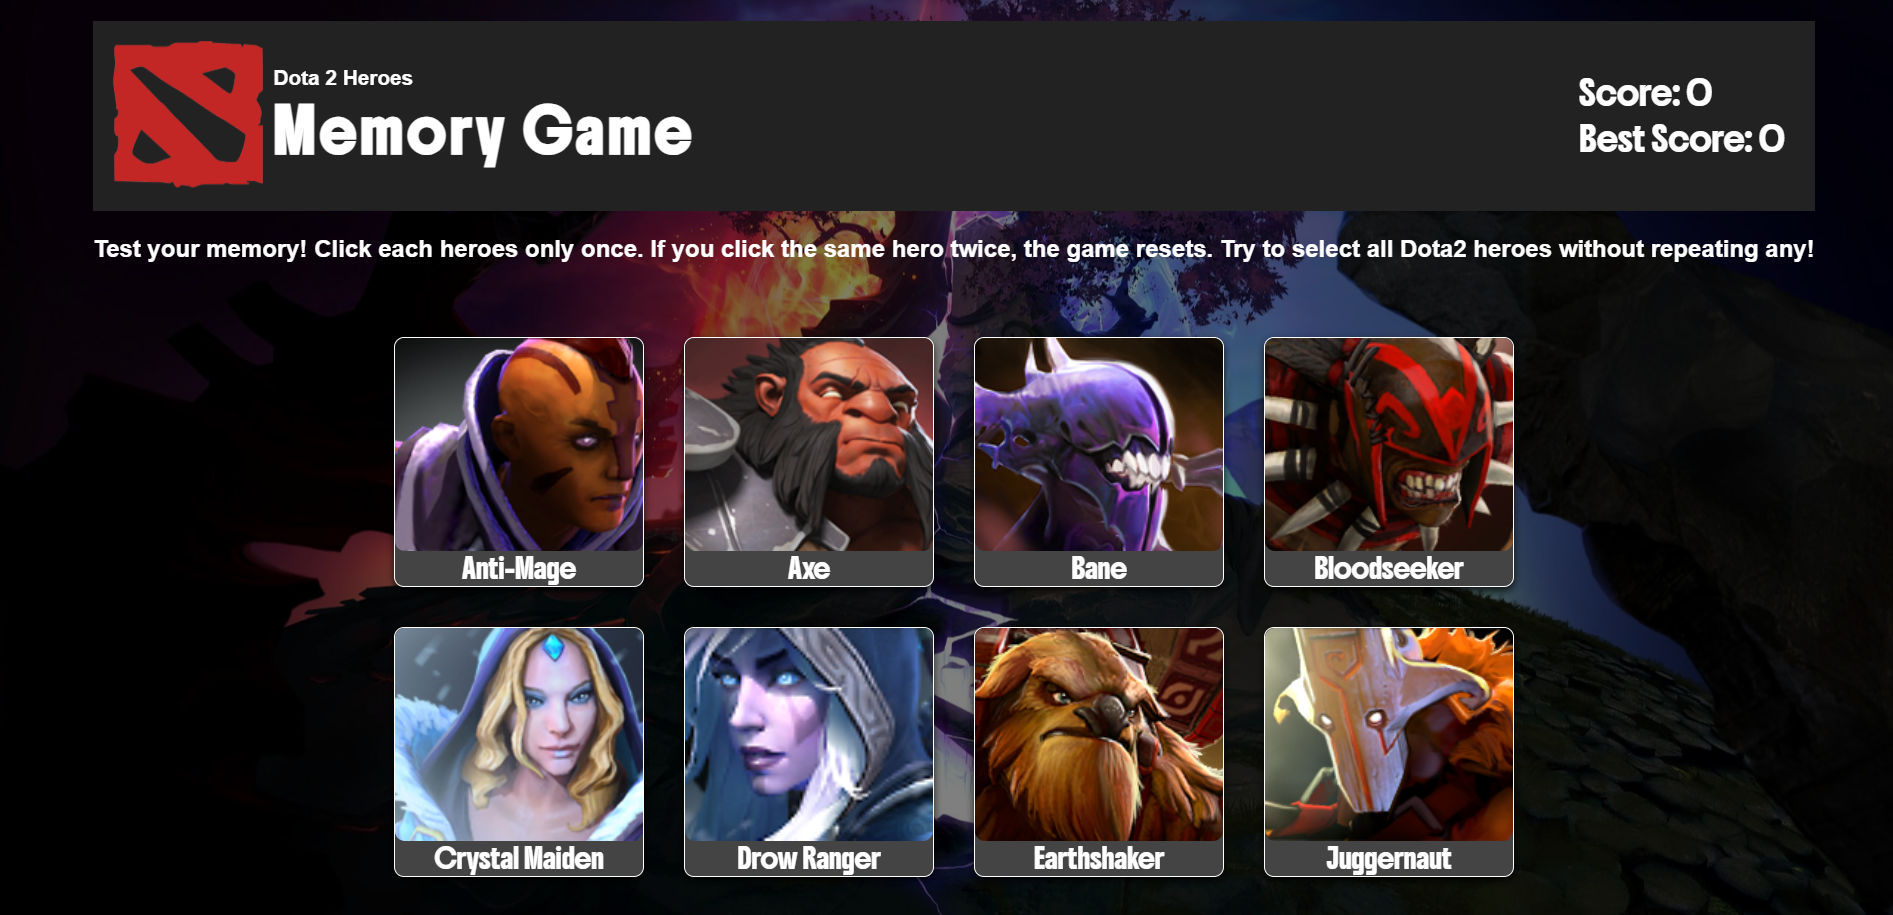 Dota 2 Heroes
Memory Game
Score: 0
Best Score: 0
Test your memory! Click each heroes only once. If you click the same hero twice, the game resets. Try to select all Dota2 heroes without repeating any!
Anti-Mage
Axe
Bane
Bloodseeker
Crystal Maiden
Drow Ranger
Earthshaker
Juggernaut